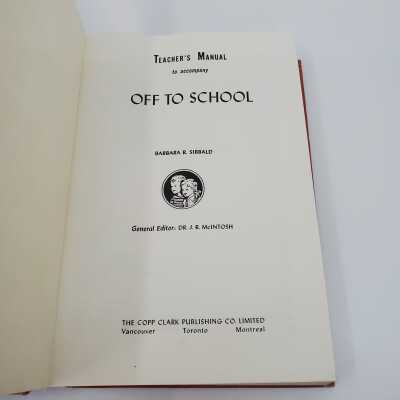 TEACHER'S MANUAL
to accompany
OFF TO SCHOOL
BARBARA R. SIBBALD
General Editor: DR. J. R. McINTOSH
THE COPP CLARK PUBLISHING CO. LIMITED
Vancouver Toronto Montreal